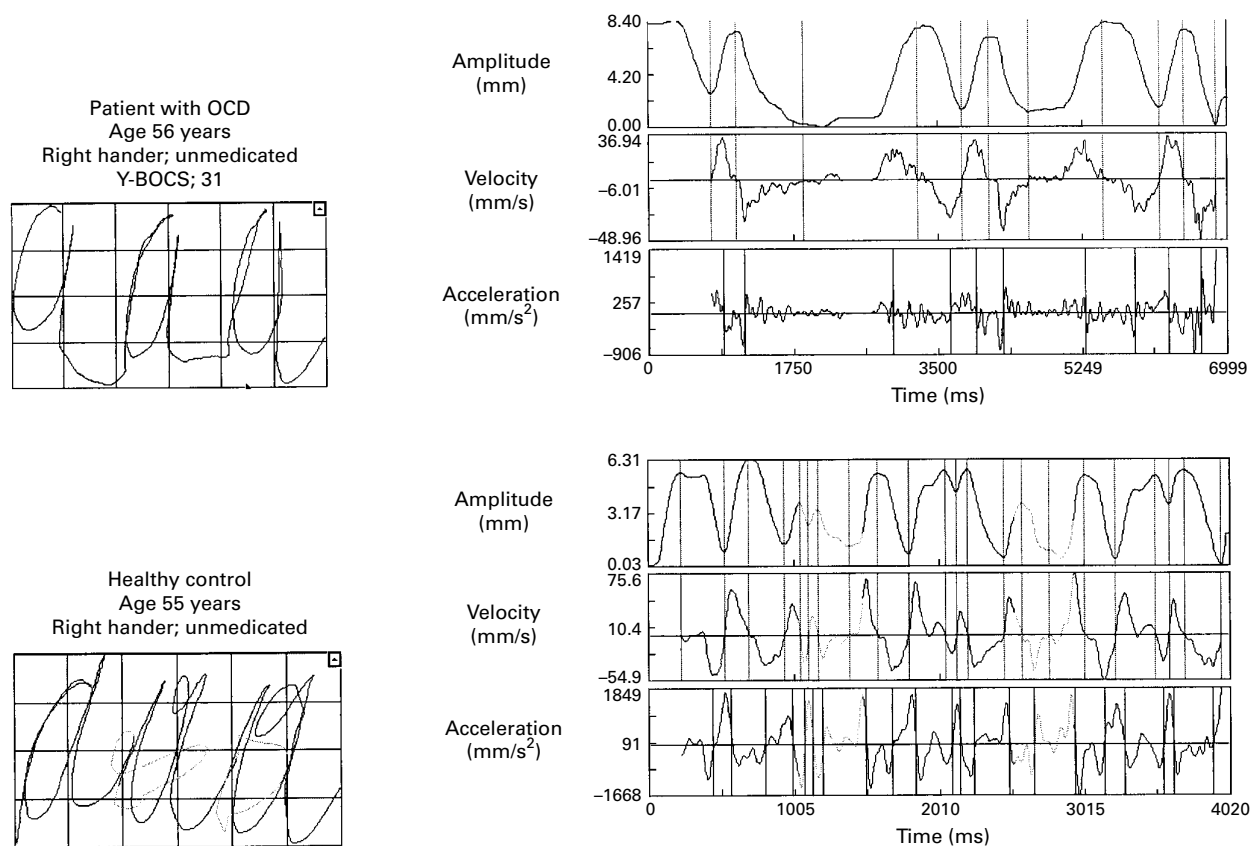 Patient with OCD
Age 56 years
Right hander; unmedicated
Y-BOCS; 31
Amplitude
(mm)
8.40
4.20
0.00
Velocity
(mm/s)
36.94
−6.01
−48.96
Acceleration
(mm/s²)
1419
257
−906
0 1750 3500 5249 6999
Time (ms)
Healthy control
Age 55 years
Right hander; unmedicated
Amplitude
(mm)
6.31
3.17
0.03
Velocity
(mm/s)
75.6
10.4
−54.9
Acceleration
(mm/s²)
1849
91
−1668
0 1005 2010 3015 4020
Time (ms)